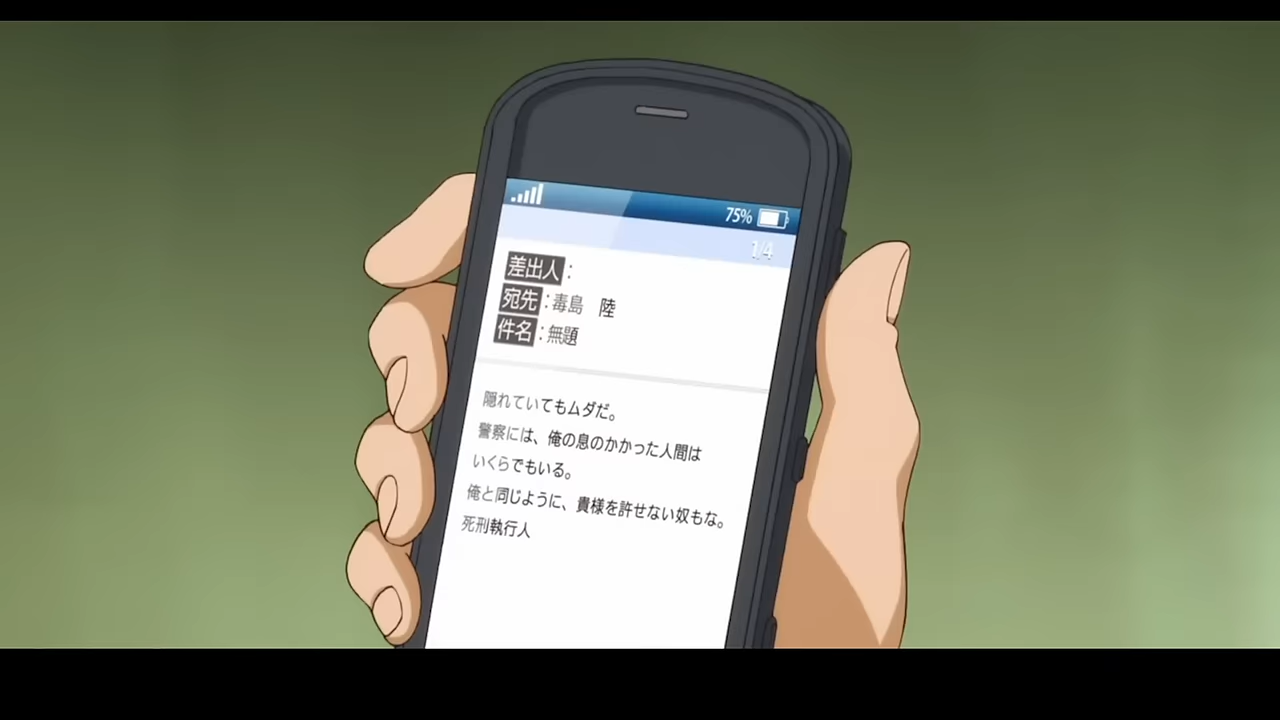 75%
1/4
差出人：
宛先：毒島　陸
件名：無題
隠れていてもムダだ。
警察には、俺の息のかかった人間は
いくらでもいる。
俺と同じように、貴様を許せない奴もな。
死刑執行人